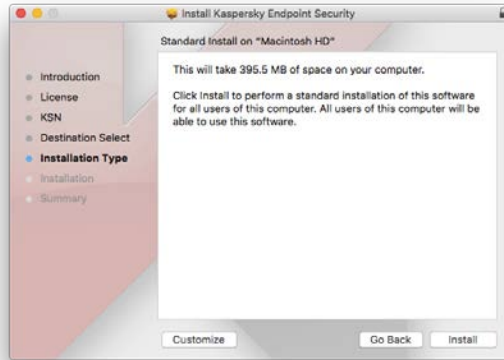 Install Kaspersky Endpoint Security
Standard Install on "Macintosh HD"
Introduction
License
KSN
Destination Select
Installation Type
Installation
Summary
This will take 395.5 MB of space on your computer.
Click Install to perform a standard installation of this software
for all users of this computer. All users of this computer will be
able to use this software.
Customize
Go Back
Install